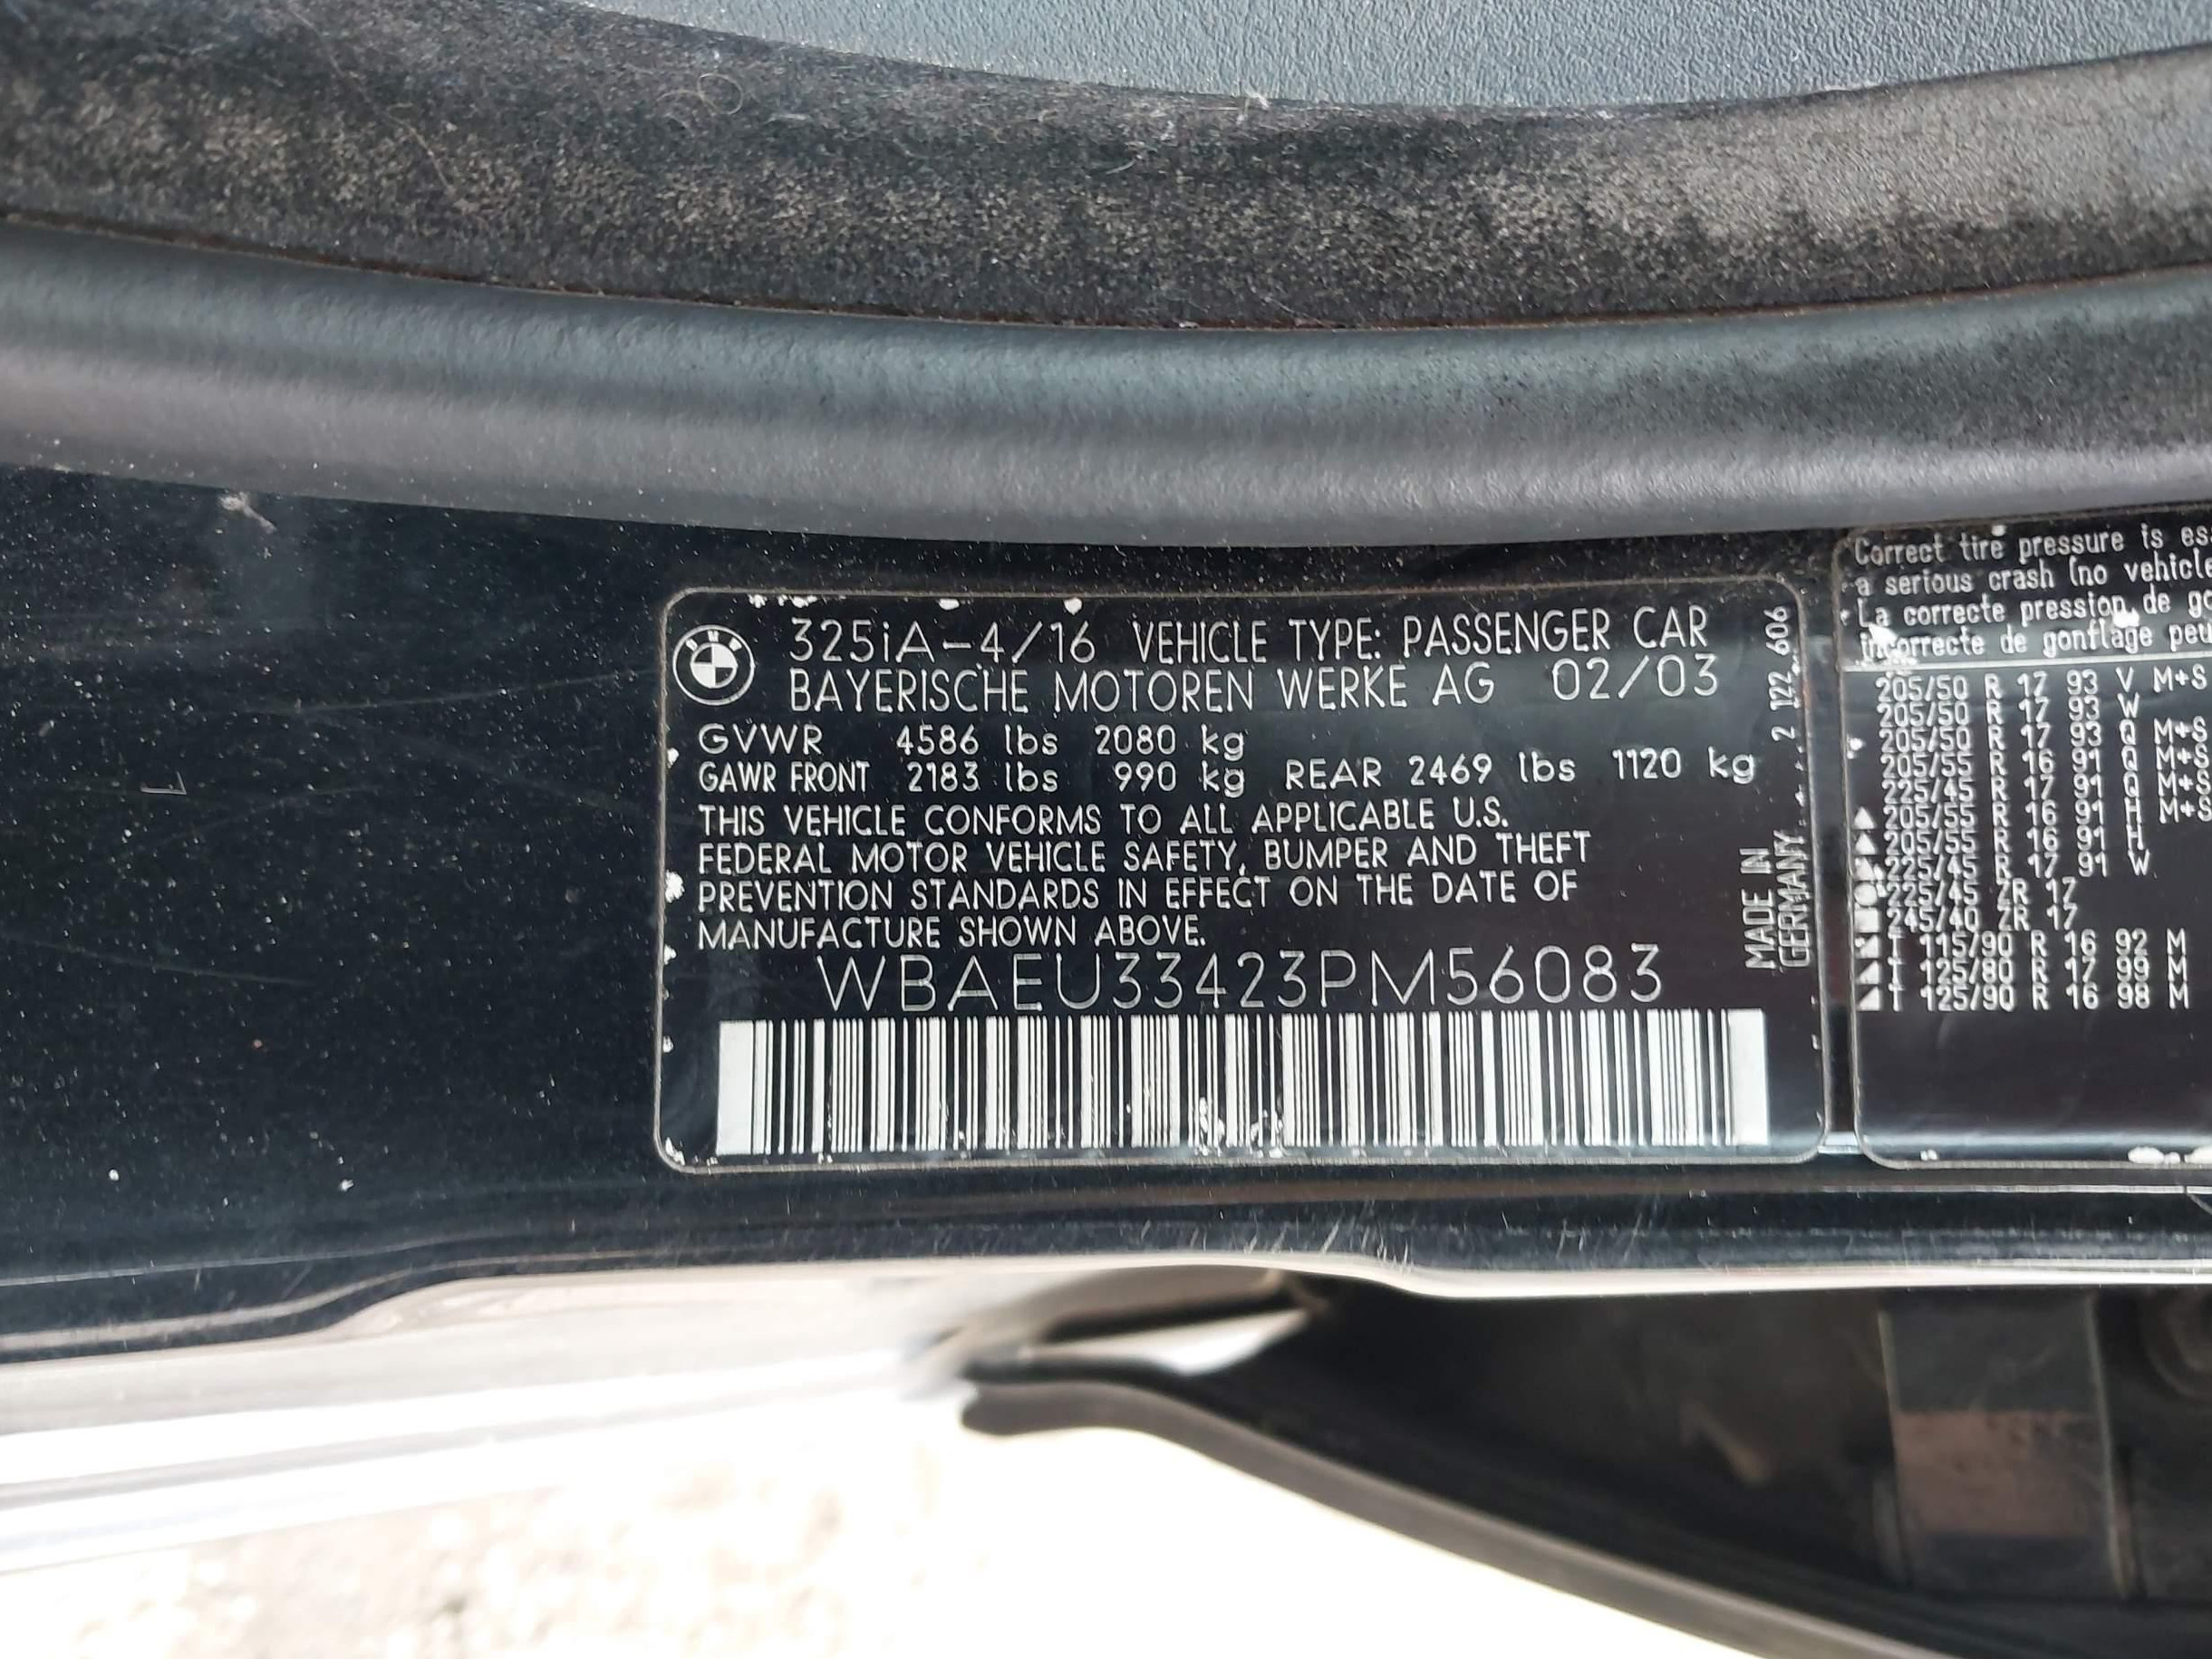 325iA-4/16 VEHICLE TYPE: PASSENGER CAR
BAYERISCHE MOTOREN WERKE AG 02/03
GVWR 4586 lbs 2080 kg
GAWR FRONT 2183 lbs 990 kg REAR 2469 lbs 1120 kg
THIS VEHICLE CONFORMS TO ALL APPLICABLE U.S.
FEDERAL MOTOR VEHICLE SAFETY, BUMPER AND THEFT
PREVENTION STANDARDS IN EFFECT ON THE DATE OF
MANUFACTURE SHOWN ABOVE.
WBAEU33423PM56083
MADE IN
GERMANY
2 122 606
Correct tire pressure is
a serious crash (no vehicle
La correcte pression de
incorrecte de gonflage
205/50 R 17 93 V M+S
205/50 R 17 93 W
205/50 R 17 93 Q M+S
205/55 R 16 91 Q M+S
225/45 R 17 91 Q M+S
205/55 R 16 91 H M+S
205/55 R 16 91 H
225/45 R 17 91 W
225/45 ZR 17
245/40 ZR 17
T 115/90 R 16 92 M
T 125/80 R 17 99 M
T 125/90 R 16 98 M